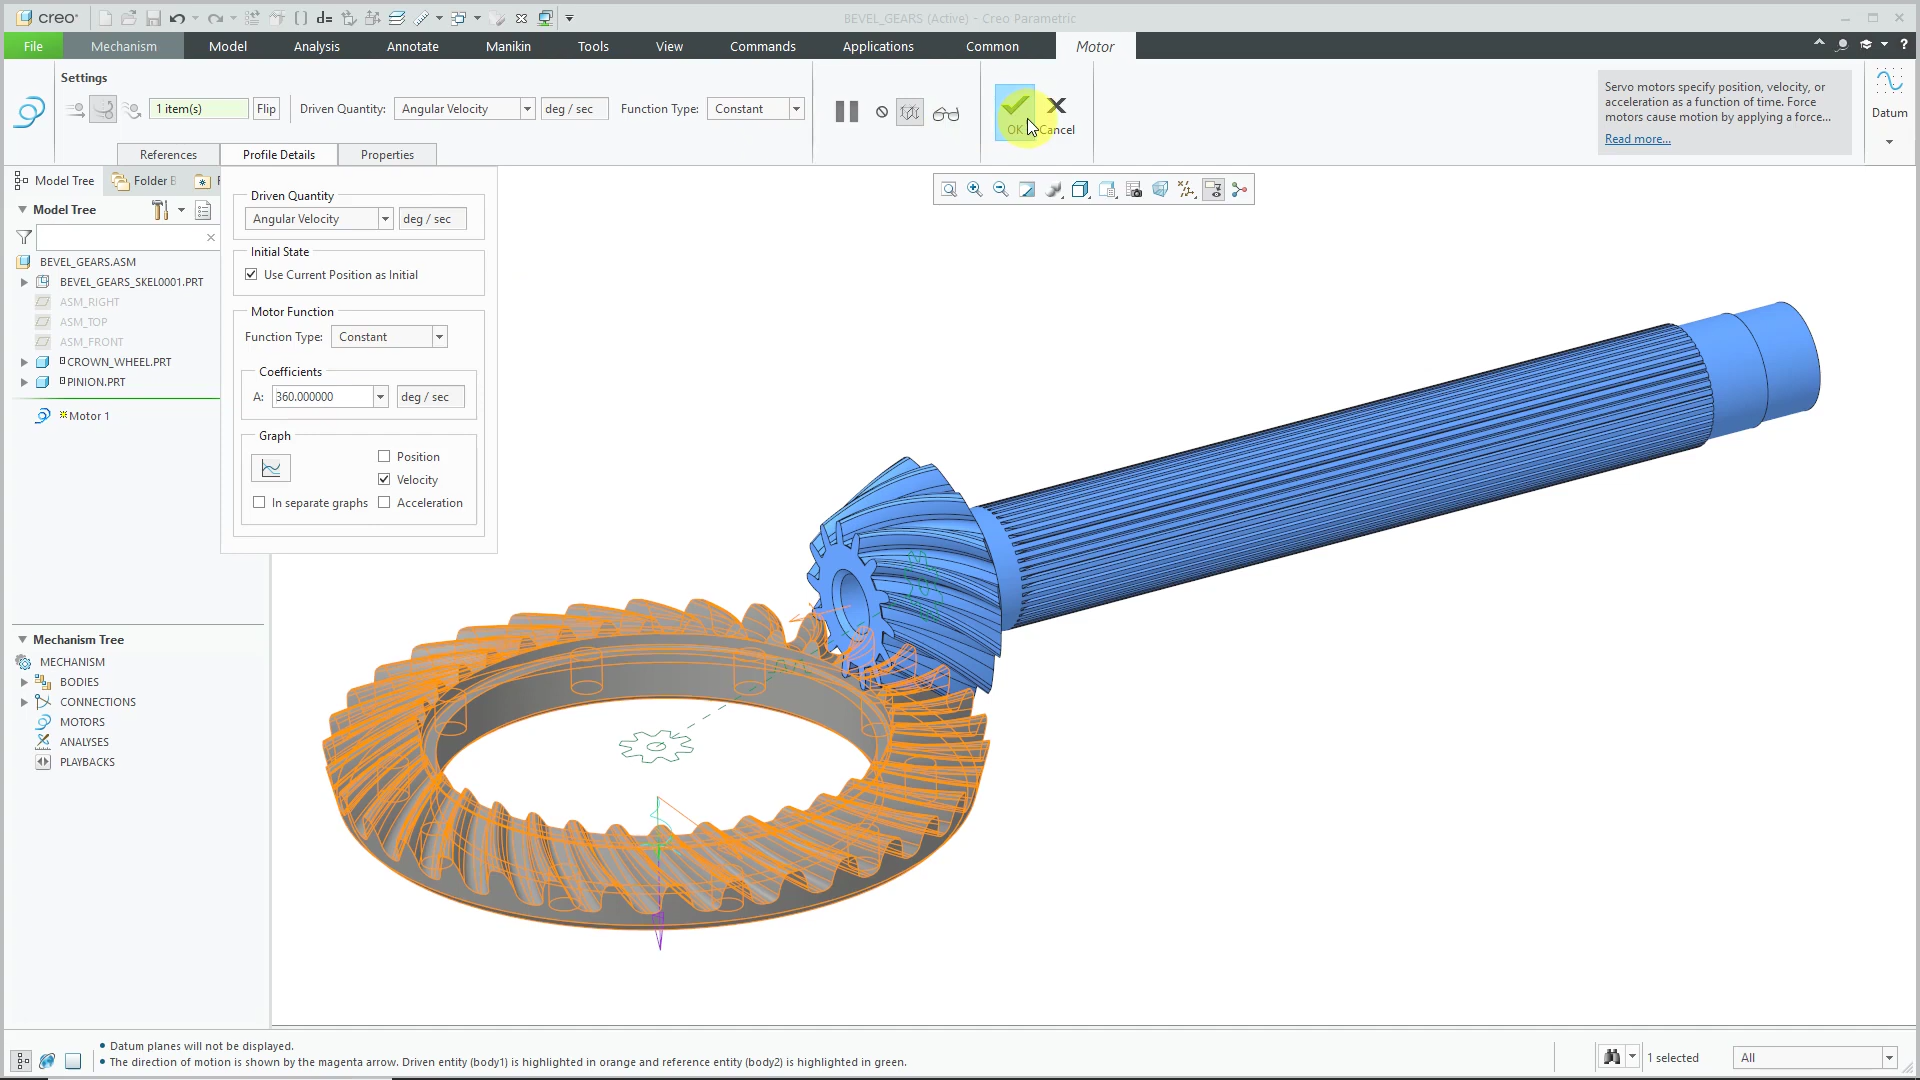 creo
BEVEL_GEARS (Active) - Creo Parametric
File
Mechanism
Model
Analysis
Annotate
Manikin
Tools
View
Commands
Applications
Common
Motor
Settings
1 item(s)
Flip
Driven Quantity:
Angular Velocity
deg / sec
Function Type:
Constant
OK
Cancel
Servo motors specify position, velocity, or
acceleration as a function of time. Force
motors cause motion by applying a force...
Read more...
Datum
References
Profile Details
Properties
Model Tree
Folder B
Model Tree
BEVEL_GEARS.ASM
BEVEL_GEARS_SKEL0001.PRT
ASM_RIGHT
ASM_TOP
ASM_FRONT
CROWN_WHEEL.PRT
PINION.PRT
Motor 1
Driven Quantity
Angular Velocity
deg / sec
Initial State
Use Current Position as Initial
Motor Function
Function Type:
Constant
Coefficients
A:
360.000000
deg / sec
Graph
Position
Velocity
In separate graphs
Acceleration
Mechanism Tree
MECHANISM
BODIES
CONNECTIONS
MOTORS
ANALYSES
PLAYBACKS
• Datum planes will not be displayed.
• The direction of motion is shown by the magenta arrow. Driven entity (body1) is highlighted in orange and reference entity (body2) is highlighted in green.
1 selected
All